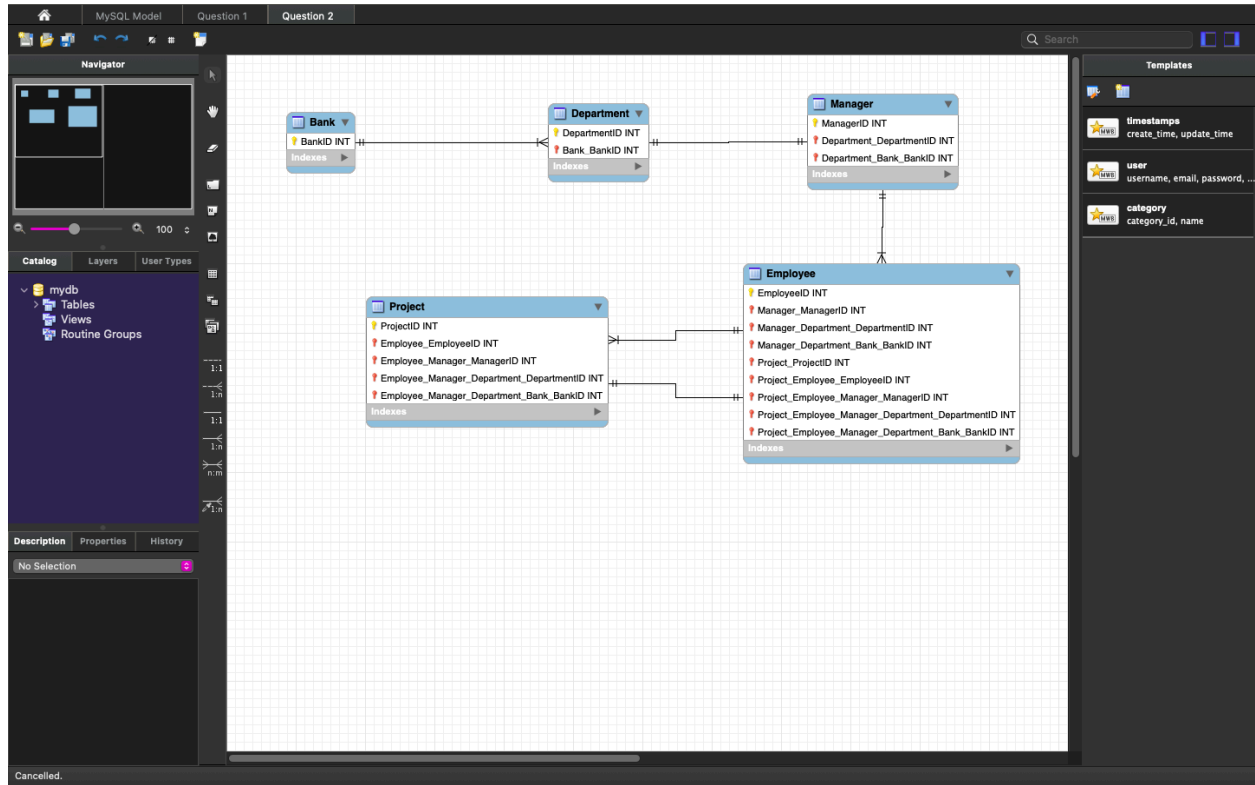 MySQL Model
Question 1
Question 2
Search
Navigator
100
Catalog
Layers
User Types
mydb
Tables
Views
Routine Groups
Description
Properties
History
No Selection
1:1
1:n
1:1
1:n
n:m
1:n
Bank
BankID INT
Indexes
Department
DepartmentID INT
Bank_BankID INT
Indexes
Manager
ManagerID INT
Department_DepartmentID INT
Department_Bank_BankID INT
Indexes
Project
ProjectID INT
Employee_EmployeeID INT
Employee_Manager_ManagerID INT
Employee_Manager_Department_DepartmentID INT
Employee_Manager_Department_Bank_BankID INT
Indexes
Employee
EmployeeID INT
Manager_ManagerID INT
Manager_Department_DepartmentID INT
Manager_Department_Bank_BankID INT
Project_ProjectID INT
Project_Employee_EmployeeID INT
Project_Employee_Manager_ManagerID INT
Project_Employee_Manager_Department_DepartmentID INT
Project_Employee_Manager_Department_Bank_BankID INT
Indexes
Templates
MWB
timestamps
create_time, update_time
MWB
user
username, email, password, ...
MWB
category
category_id, name
Cancelled.